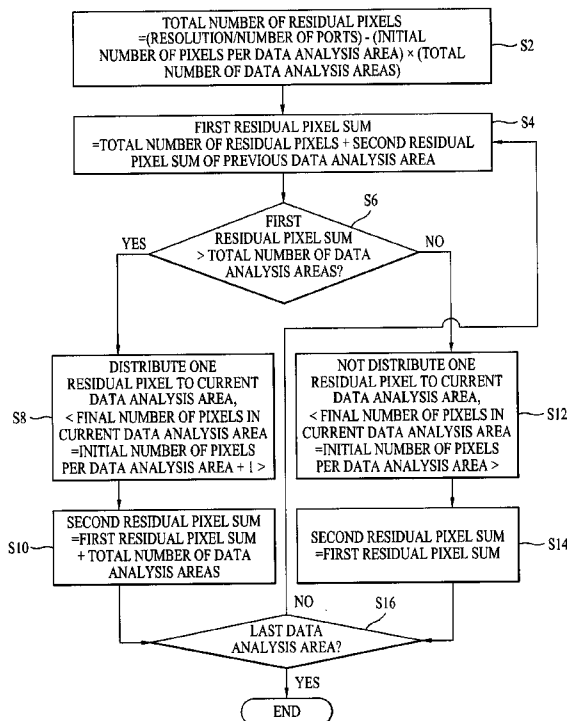 TOTAL NUMBER OF RESIDUAL PIXELS
=(RESOLUTION/NUMBER OF PORTS) - (INITIAL
NUMBER OF PIXELS PER DATA ANALYSIS AREA) × (TOTAL
NUMBER OF DATA ANALYSIS AREAS)
S2
FIRST RESIDUAL PIXEL SUM
=TOTAL NUMBER OF RESIDUAL PIXELS + SECOND RESIDUAL
PIXEL SUM OF PREVIOUS DATA ANALYSIS AREA
S4
FIRST
RESIDUAL PIXEL SUM
> TOTAL NUMBER OF DATA
ANALYSIS AREAS?
S6
YES
NO
DISTRIBUTE ONE
RESIDUAL PIXEL TO CURRENT
DATA ANALYSIS AREA,
< FINAL NUMBER OF PIXELS IN
CURRENT DATA ANALYSIS AREA
=INITIAL NUMBER OF PIXELS
PER DATA ANALYSIS AREA + 1 >
S8
NOT DISTRIBUTE ONE
RESIDUAL PIXEL TO CURRENT
DATA ANALYSIS AREA,
< FINAL NUMBER OF PIXELS IN
CURRENT DATA ANALYSIS AREA
=INITIAL NUMBER OF PIXELS
PER DATA ANALYSIS AREA >
S12
SECOND RESIDUAL PIXEL SUM
=FIRST RESIDUAL PIXEL SUM
+ TOTAL NUMBER OF DATA
ANALYSIS AREAS
S10
SECOND RESIDUAL PIXEL SUM
=FIRST RESIDUAL PIXEL SUM
S14
NO
S16
LAST DATA
ANALYSIS AREA?
YES
END